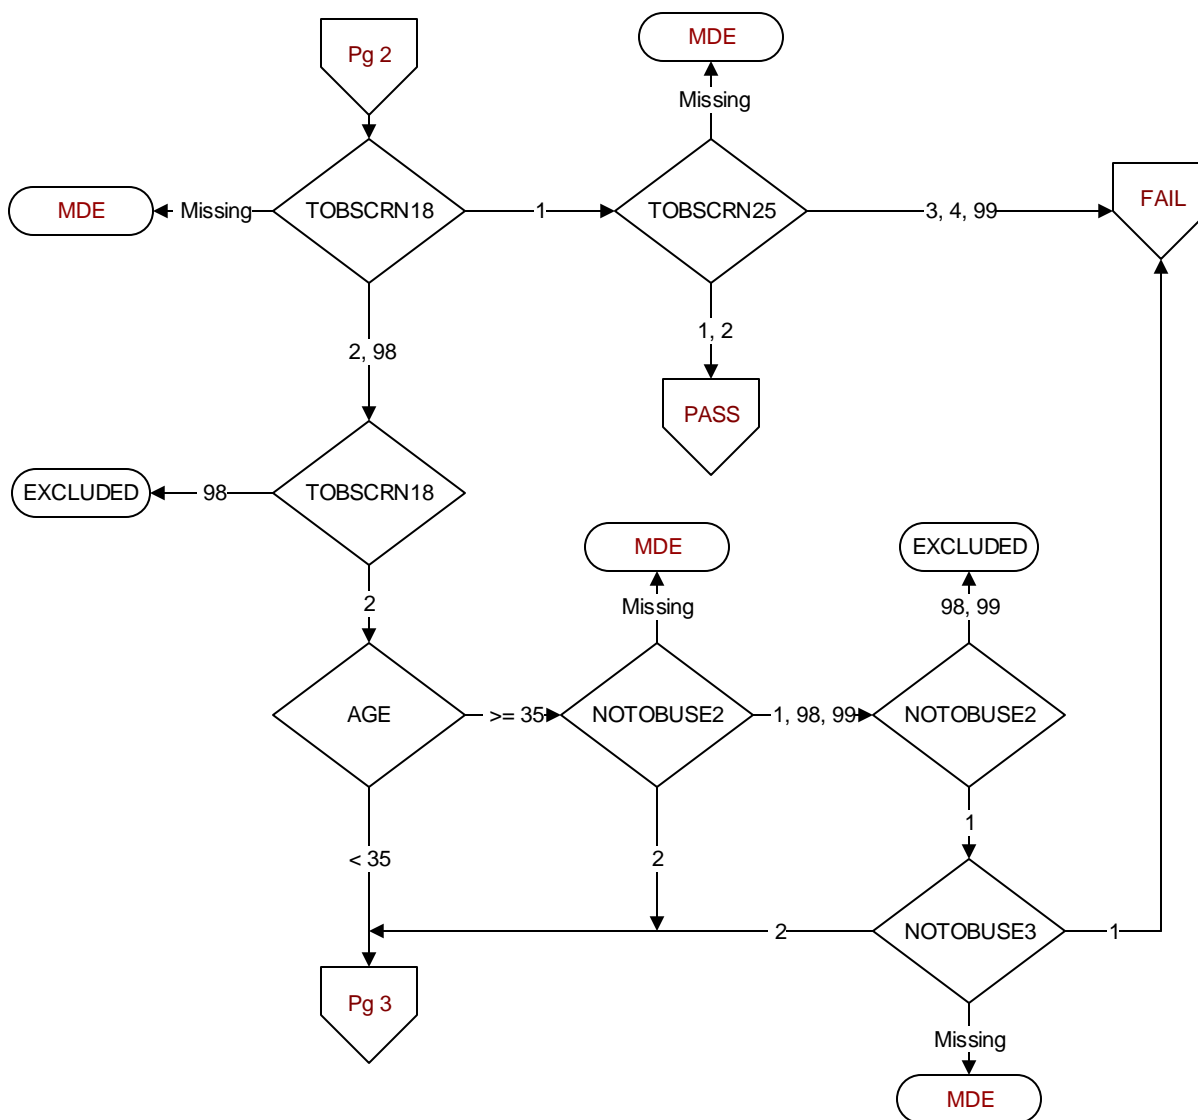 Pg 2
MDE
Missing
MDE
Missing
TOBSCRN18
1
TOBSCRN25
3, 4, 99
FAIL
2, 98
1, 2
PASS
EXCLUDED
98
TOBSCRN18
MDE
EXCLUDED
2
Missing
98, 99
AGE
>= 35
NOTOBUSE2
1, 98, 99
NOTOBUSE2
1
< 35
2
2
NOTOBUSE3
1
Pg 3
Missing
MDE